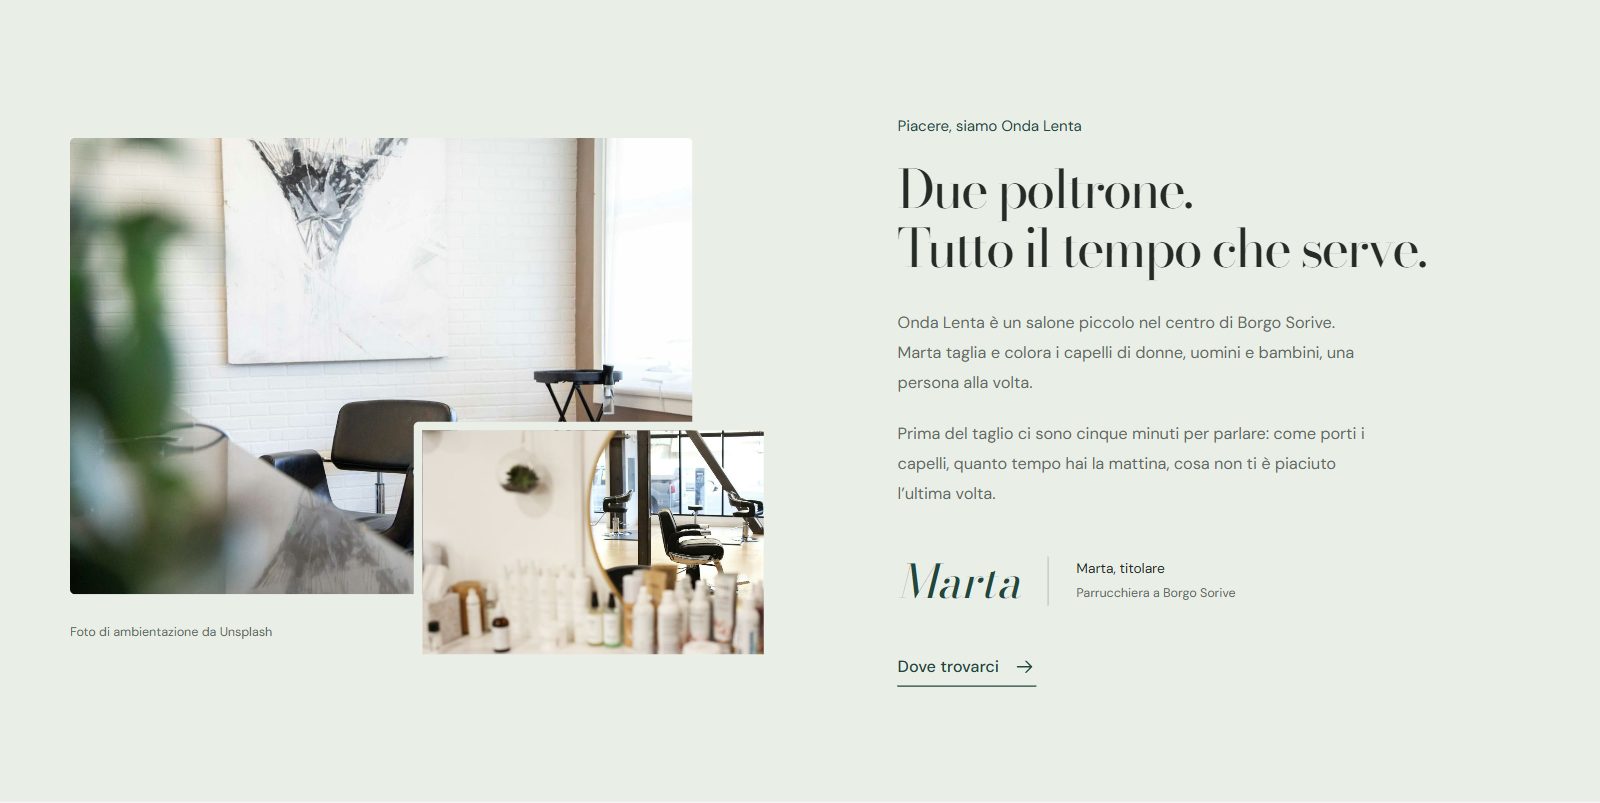 Piacere, siamo Onda Lenta
Due poltrone.
Tutto il tempo che serve.
Onda Lenta è un salone piccolo nel centro di Borgo Sorive.
Marta taglia e colora i capelli di donne, uomini e bambini, una
persona alla volta.
Prima del taglio ci sono cinque minuti per parlare: come porti i
capelli, quanto tempo hai la mattina, cosa non ti è piaciuto
l’ultima volta.
Marta
Marta, titolare
Parrucchiera a Borgo Sorive
Dove trovarci
Foto di ambientazione da Unsplash